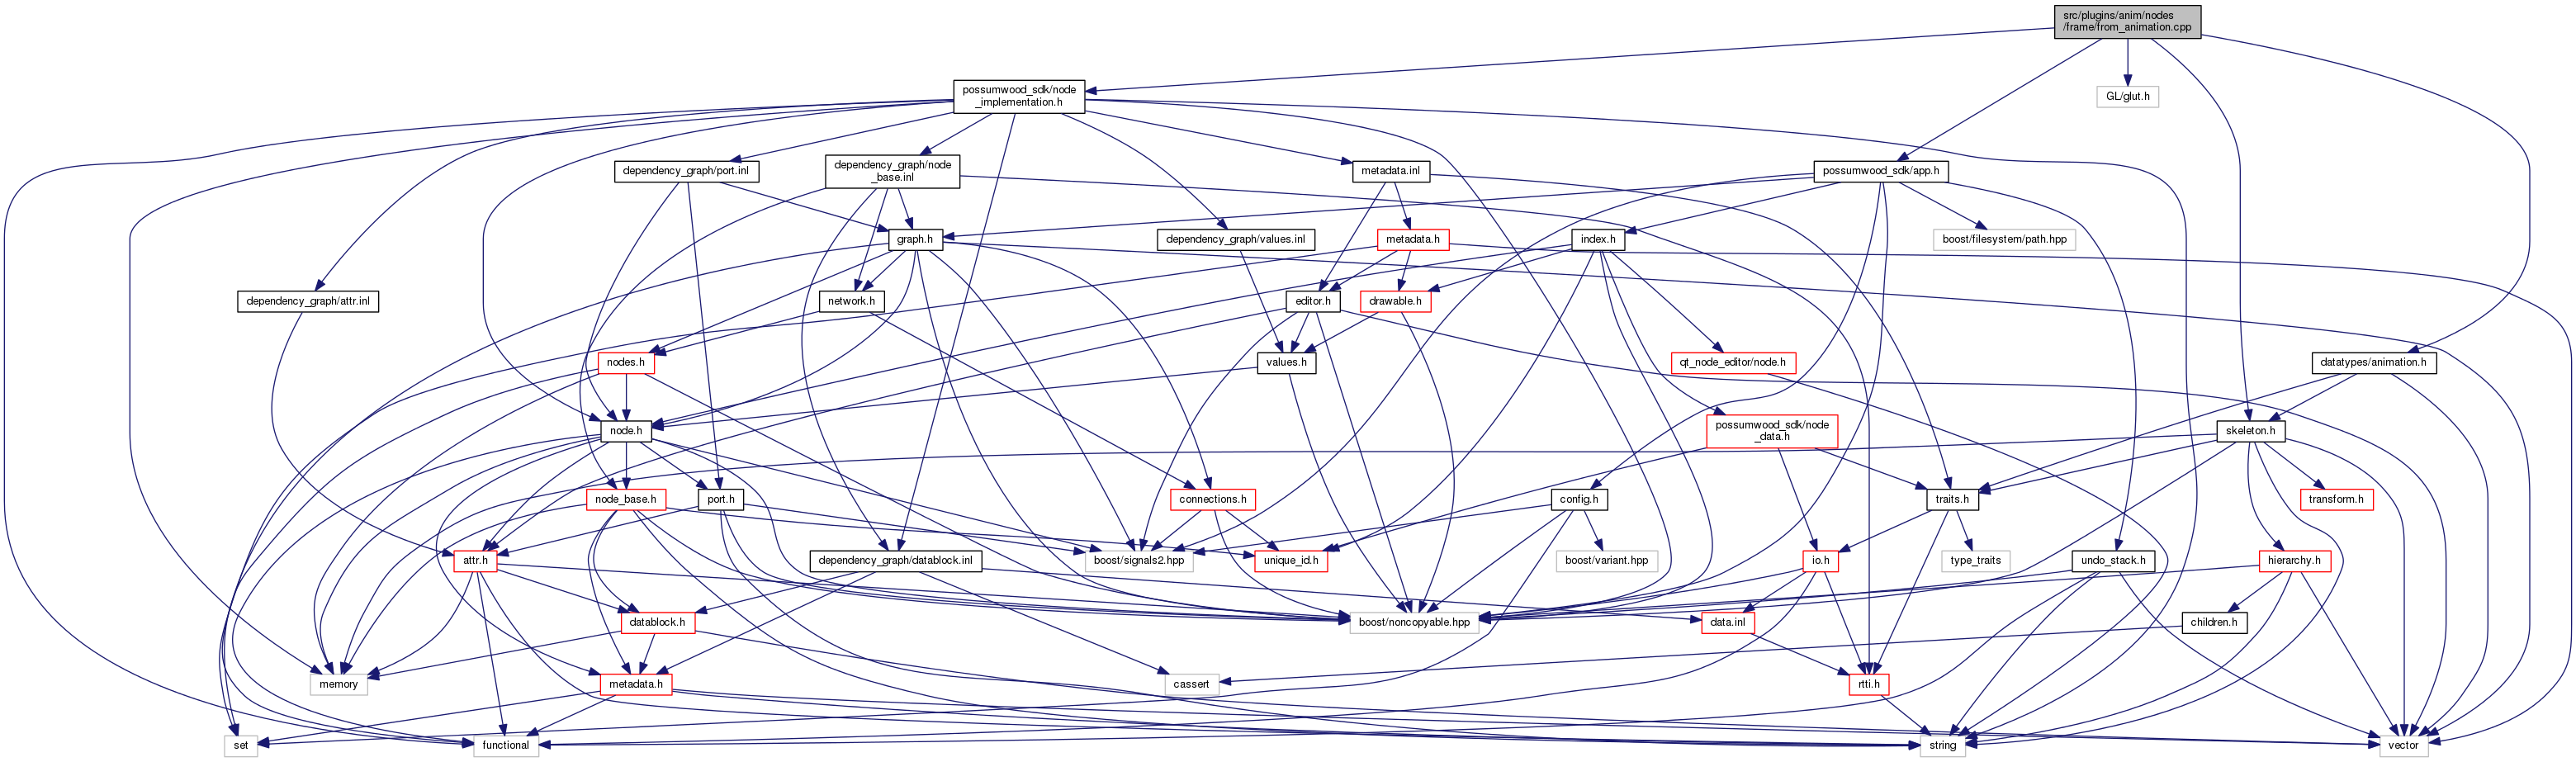 src/plugins/anim/nodes
/frame/from_animation.cpp
possumwood_sdk/node
_implementation.h
GL/glut.h
dependency_graph/port.inl
dependency_graph/node
_base.inl
metadata.inl
possumwood_sdk/app.h
graph.h
dependency_graph/values.inl
metadata.h
index.h
boost/filesystem/path.hpp
dependency_graph/attr.inl
network.h
editor.h
drawable.h
nodes.h
values.h
qt_node_editor/node.h
datatypes/animation.h
node.h
possumwood_sdk/node
_data.h
skeleton.h
node_base.h
port.h
connections.h
config.h
traits.h
transform.h
attr.h
dependency_graph/datablock.inl
boost/signals2.hpp
unique_id.h
boost/variant.hpp
io.h
type_traits
undo_stack.h
hierarchy.h
datablock.h
boost/noncopyable.hpp
data.inl
children.h
memory
metadata.h
cassert
rtti.h
set
functional
string
vector